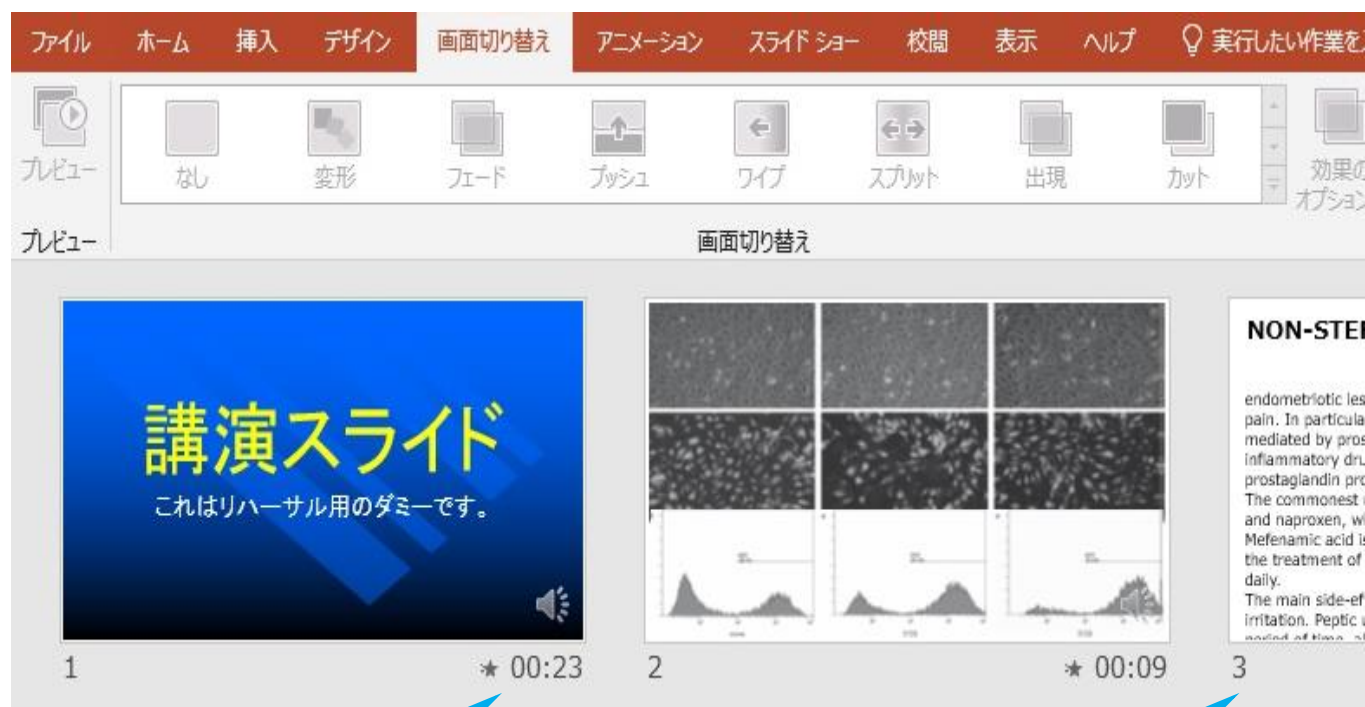 ファイル ホーム 挿入 デザイン 画面切り替え アニメーション スライド ショー 校閲 表示 ヘルプ 実行したい作業を
プレビュー なし 変形 フェード プッシュ ワイプ スプリット 出現 カット 効果の
オプション
プレビュー 画面切り替え
講演スライド
これはリハーサル用のダミーです。
1 00:23 2 00:09 3
NON-STE
endometriotic les
pain. In particula
mediated by pros
inflammatory dru
prostaglandin pro
The commonest
and naproxen, w
Mefenamic acid is
the treatment of
daily.
The main side-ef
irritation. Peptic